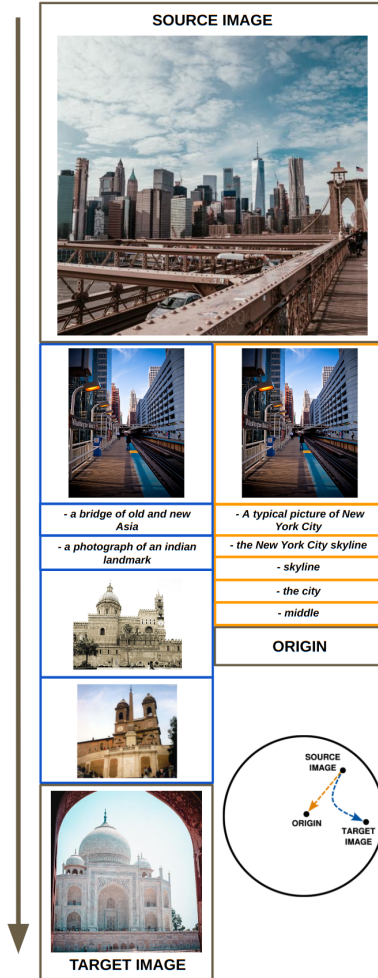 SOURCE IMAGE
- a bridge of old and new
Asia
- a photograph of an indian
landmark
- A typical picture of New
York City
- the New York City skyline
- skyline
- the city
- middle
ORIGIN
SOURCE
IMAGE
ORIGIN
TARGET
IMAGE
TARGET IMAGE